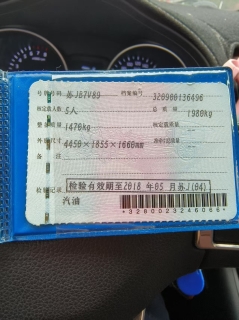 号牌号码 苏J87V89 档案编号 320900136496
核定载人数 5人 总质量 1980kg
整备质量 1470kg 核定载质量 --
外廓尺寸 4450×1855×1660mm 准牵引总质量 --
备注
检验记录 检验有效期至2018年05月苏J(04)
汽油
*3290023246066*